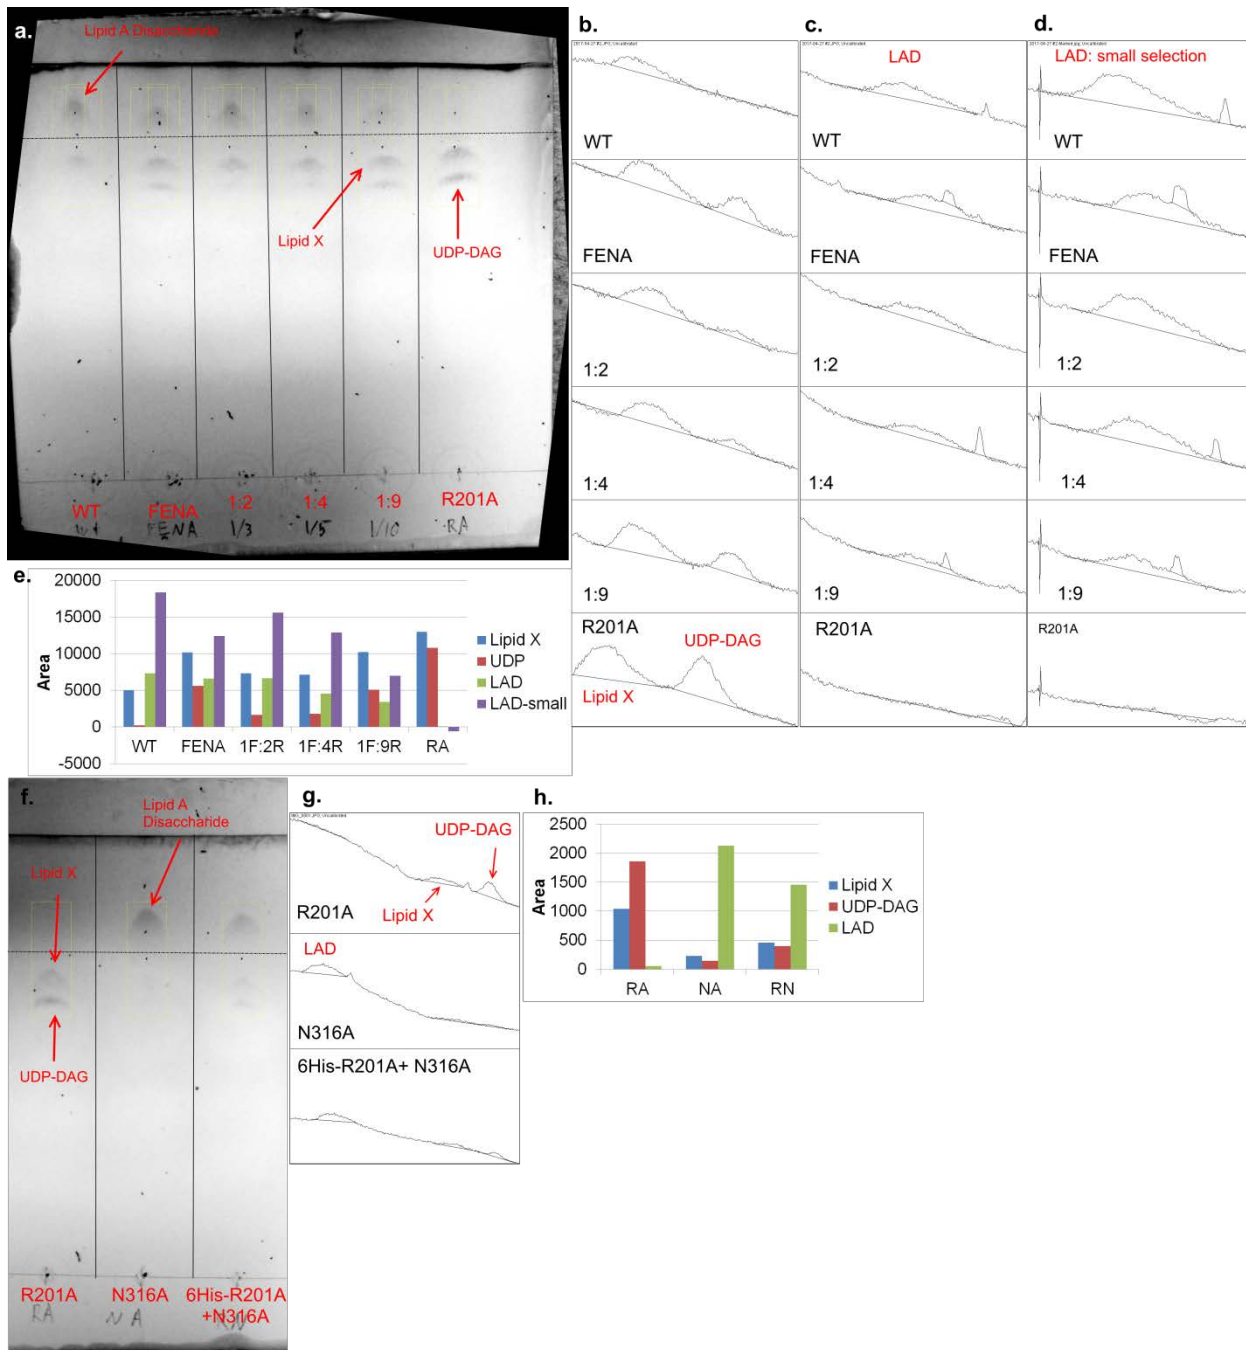 a.
Lipid A Disaccharide
Lipid X
UDP-DAG
WT
FENA
1:2
1:4
1:9
R201A
Wt
FENA
1/3
1/5
1/10
RA
b.
WT
FENA
1:2
1:4
1:9
R201A
UDP-DAG
Lipid X
c.
LAD
WT
FENA
1:2
1:4
1:9
R201A
d.
LAD: small selection
WT
FENA
1:2
1:4
1:9
R201A
e.
20000
15000
10000
5000
0
-5000
Area
WT
FENA
1F:2R
1F:4R
1F:9R
RA
Lipid X
UDP
LAD
LAD-small
f.
Lipid A
Disaccharide
Lipid X
UDP-DAG
R201A
N316A
6His-R201A
+N316A
RA
NA
RN
g.
UDP-DAG
Lipid X
R201A
LAD
N316A
6His-R201A+ N316A
h.
2500
2000
1500
1000
500
0
Area
RA
NA
RN
Lipid X
UDP-DAG
LAD